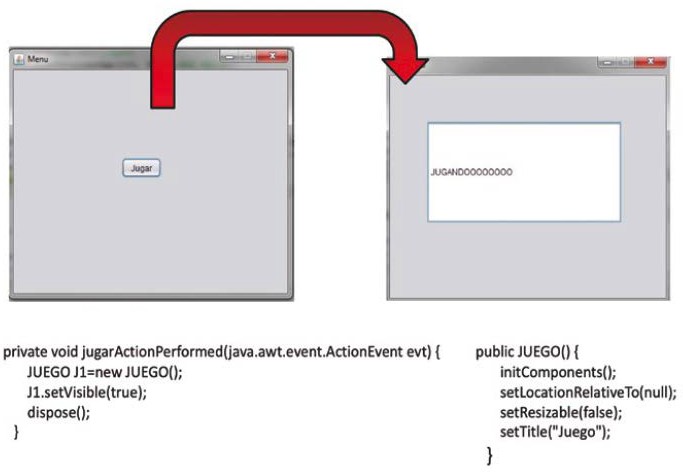 Menu
Jugar
JUGANDOOOOOOOO
private void jugarActionPerformed(java.awt.event.ActionEvent evt) {
JUEGO J1=new JUEGO();
J1.setVisible(true);
dispose();
}
public JUEGO() {
initComponents();
setLocationRelativeTo(null);
setResizable(false);
setTitle("Juego");
}